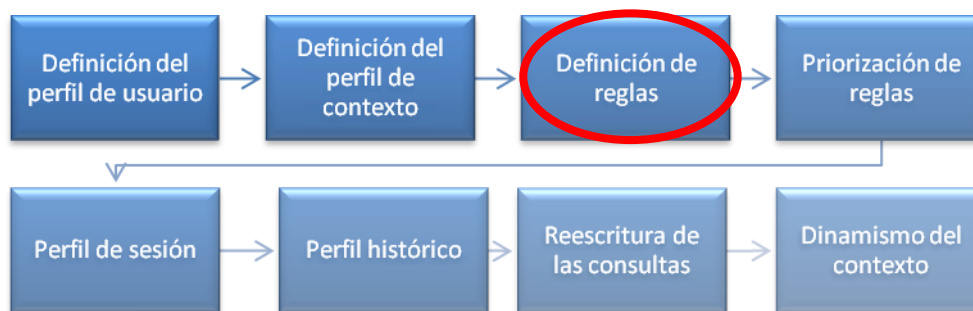 Definición del
perfil de usuario
Definición del
perfil de
contexto
Definición de
reglas
Priorización de
reglas
Perfil de sesión
Perfil histórico
Reescritura de
las consultas
Dinamismo del
contexto